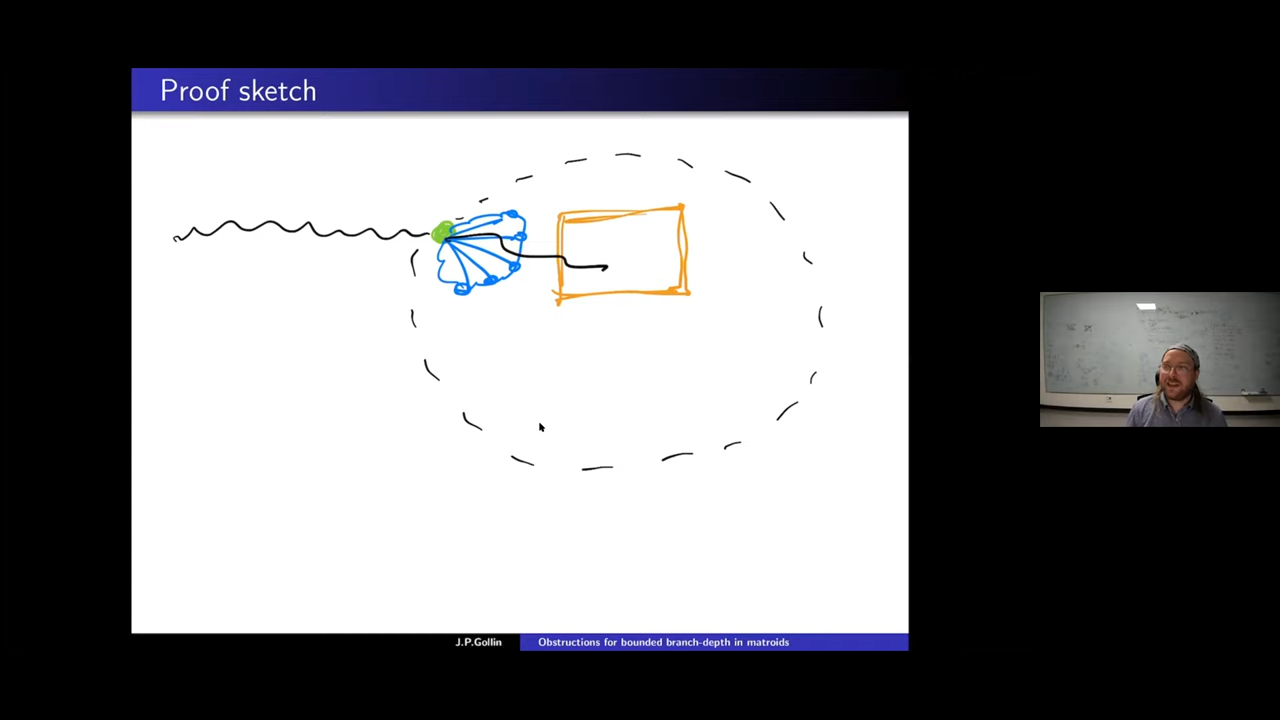 Proof sketch
J.P.Gollin
Obstructions for bounded branch-depth in matroids